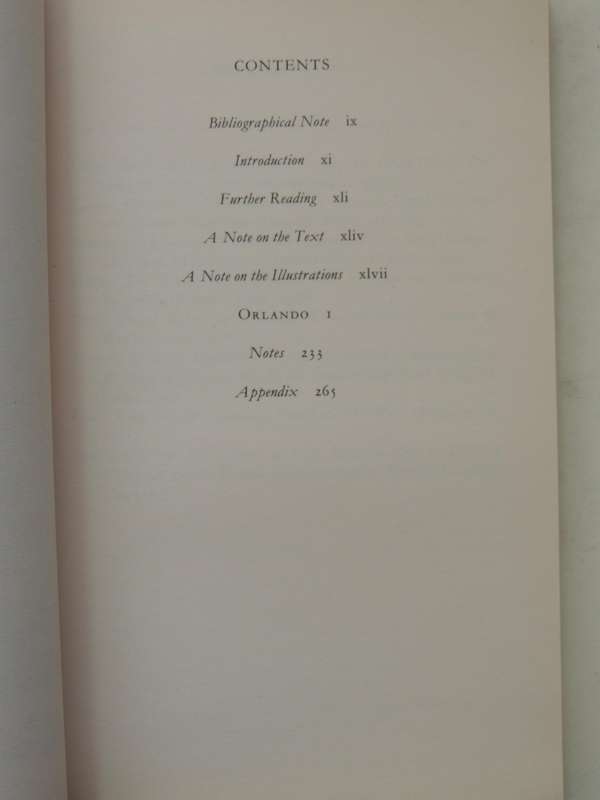 CONTENTS
Bibliographical Note ix
Introduction xi
Further Reading xli
A Note on the Text xliv
A Note on the Illustrations xlvii
ORLANDO 1
Notes 233
Appendix 265